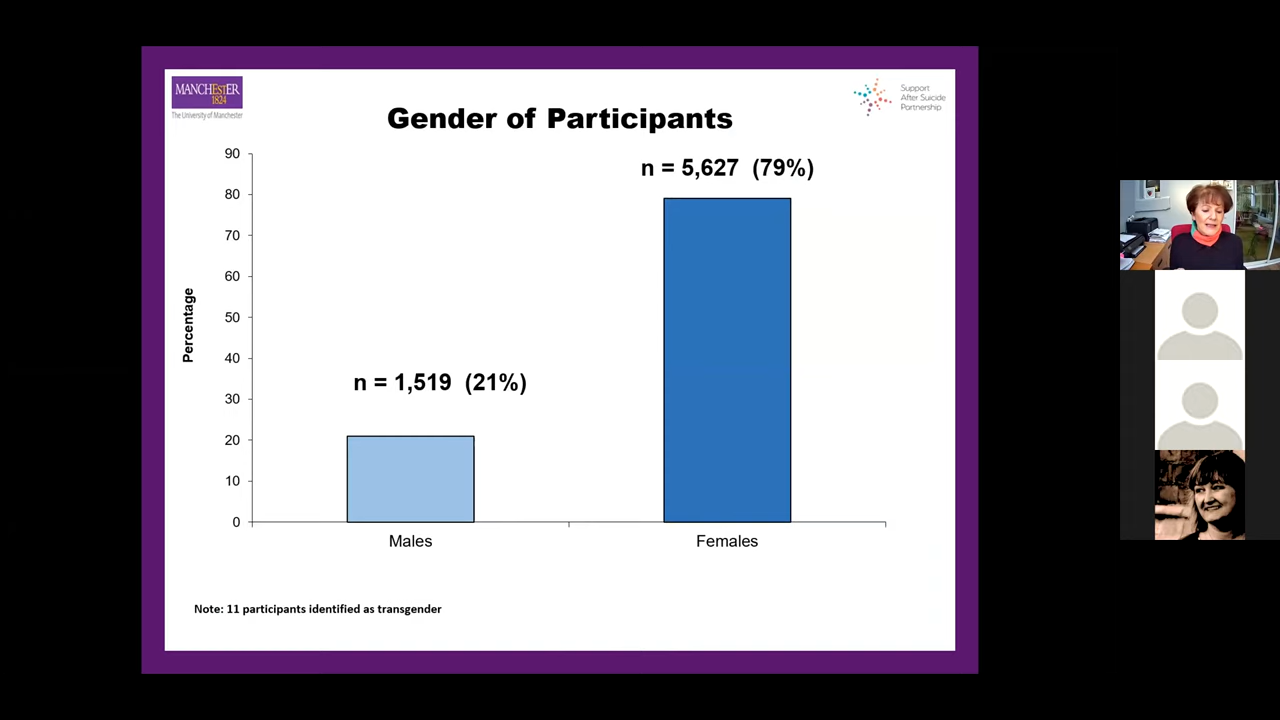 MANCHEstER
1824
The University of Manchester
Support
After Suicide
Partnership
Gender of Participants
90
80
70
60
50
40
30
20
10
0
Percentage
n = 5,627 (79%)
n = 1,519 (21%)
Males
Females
Note: 11 participants identified as transgender